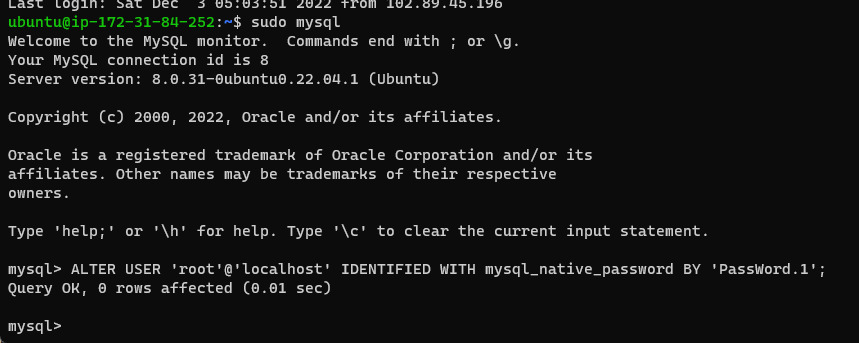 Last login: Sat Dec  3 05:03:51 2022 from 102.89.45.196
ubuntu@ip-172-31-84-252:~$ sudo mysql
Welcome to the MySQL monitor.  Commands end with ; or \g.
Your MySQL connection id is 8
Server version: 8.0.31-0ubuntu0.22.04.1 (Ubuntu)
Copyright (c) 2000, 2022, Oracle and/or its affiliates.
Oracle is a registered trademark of Oracle Corporation and/or its
affiliates. Other names may be trademarks of their respective
owners.
Type 'help;' or '\h' for help. Type '\c' to clear the current input statement.
mysql> ALTER USER 'root'@'localhost' IDENTIFIED WITH mysql_native_password BY 'PassWord.1';
Query OK, 0 rows affected (0.01 sec)
mysql>